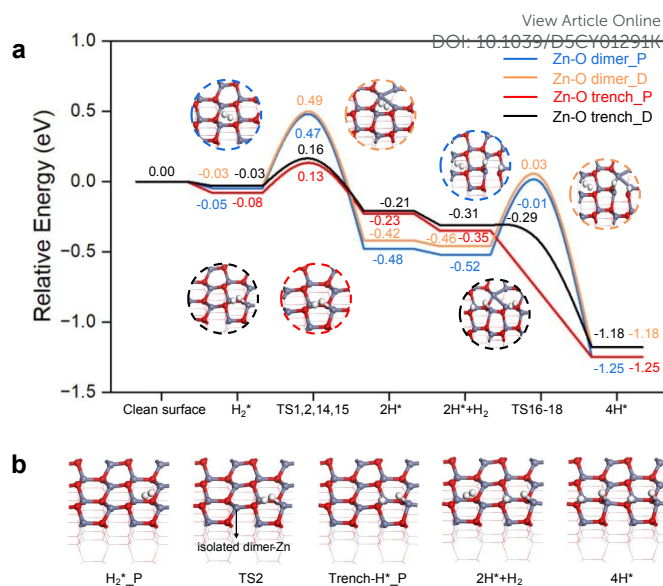 View Article Online
DOI: 10.1039/D5CY01291K
a
Zn-O dimer_P
Zn-O dimer_D
Zn-O trench_P
Zn-O trench_D
Relative Energy (eV)
1.0
0.5
0.0
−0.5
−1.0
−1.5
0.00
-0.03
-0.03
-0.05
-0.08
0.49
0.47
0.16
0.13
-0.21
-0.23
-0.42
-0.48
-0.31
-0.35
-0.46
-0.52
0.03
-0.01
-0.29
-1.18
-1.18
-1.25
-1.25
Clean surface H2* TS1,2,14,15 2H* 2H*+H2 TS16-18 4H*
b
isolated dimer-Zn
H2*_P TS2 Trench-H*_P 2H*+H2 4H*